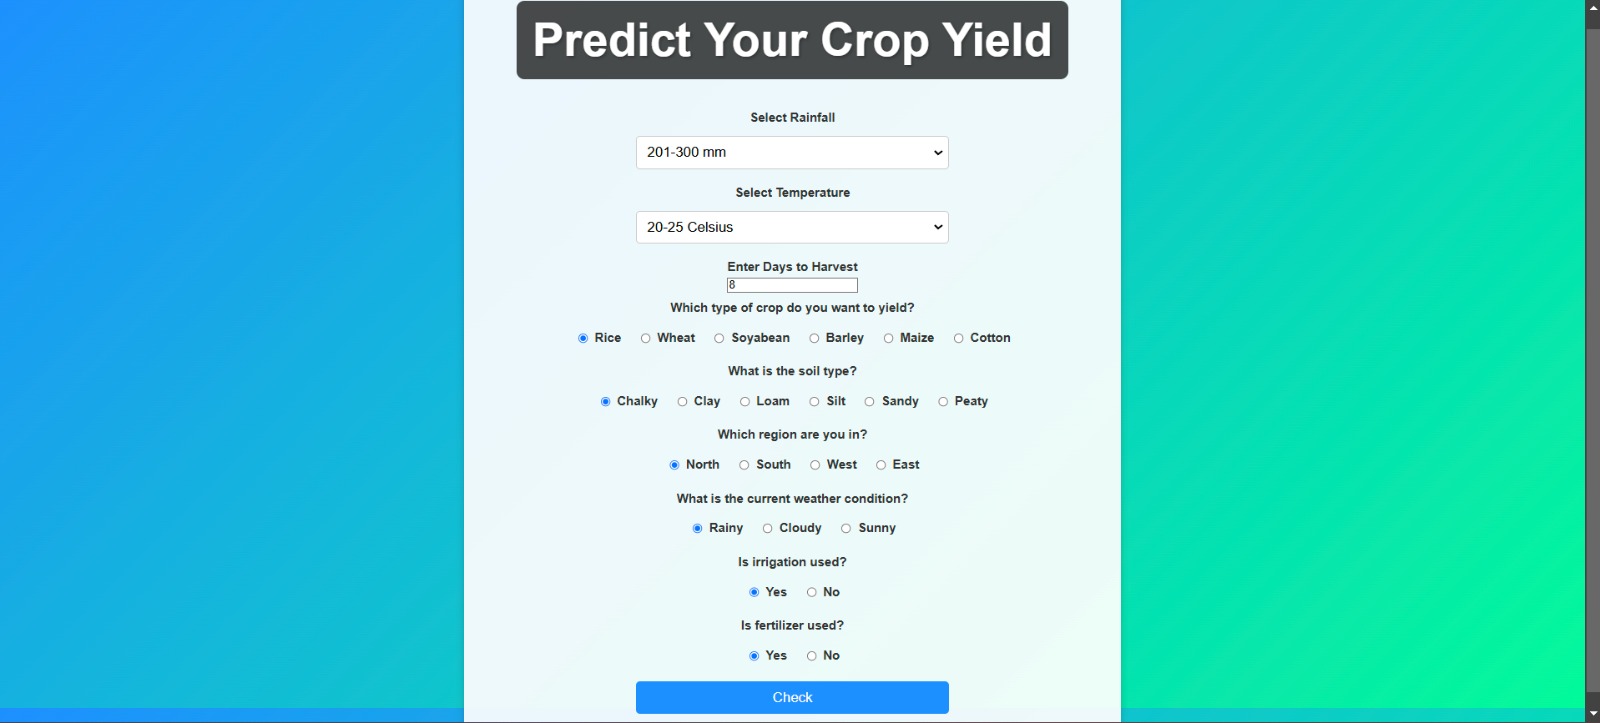 Predict Your Crop Yield
Select Rainfall
201-300 mm
Select Temperature
20-25 Celsius
Enter Days to Harvest
8
Which type of crop do you want to yield?
Rice Wheat Soyabean Barley Maize Cotton
What is the soil type?
Chalky Clay Loam Silt Sandy Peaty
Which region are you in?
North South West East
What is the current weather condition?
Rainy Cloudy Sunny
Is irrigation used?
Yes No
Is fertilizer used?
Yes No
Check